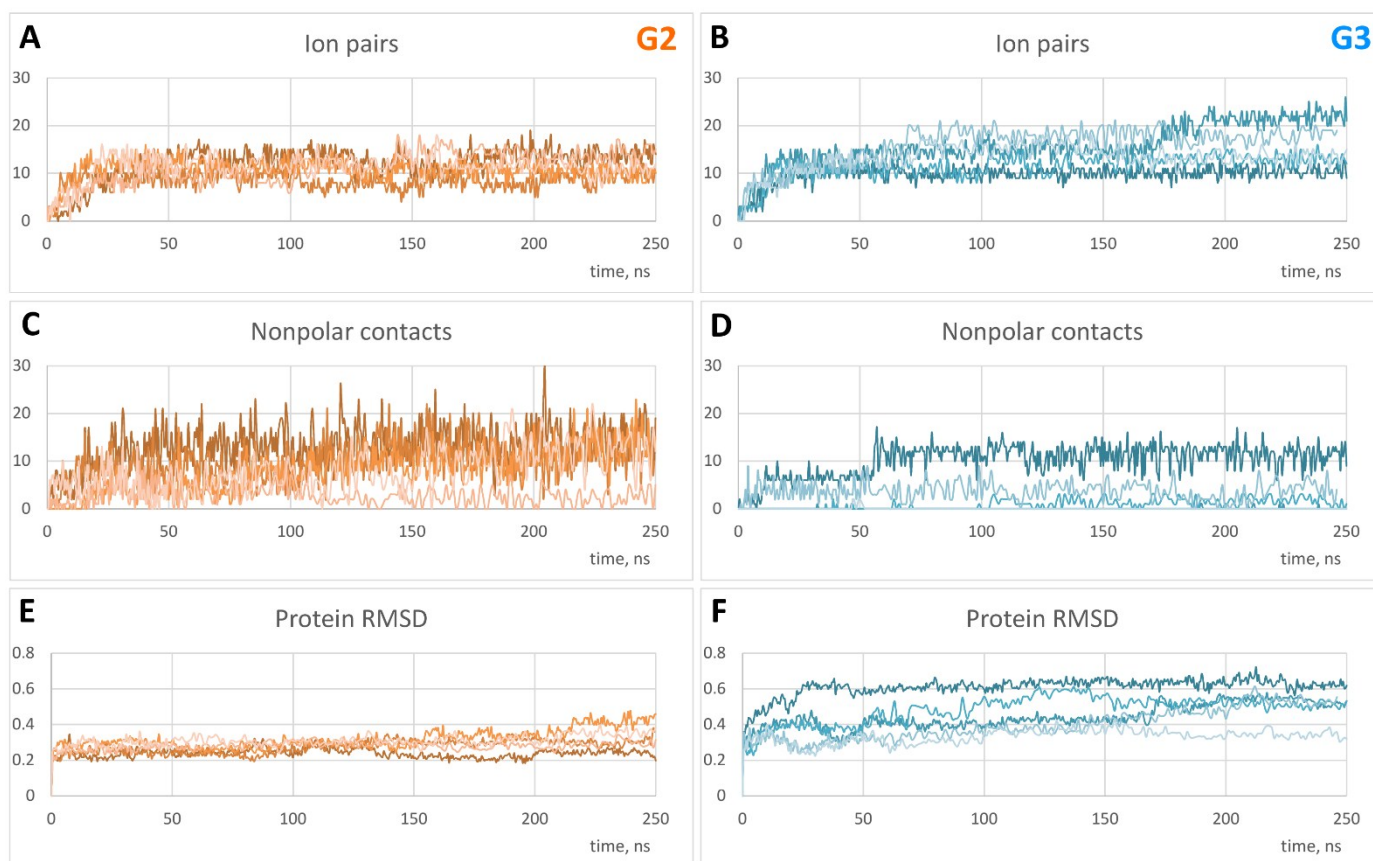 A Ion pairs G2
30
20
10
0
0 50 100 150 200 250
time, ns
B Ion pairs G3
30
20
10
0
0 50 100 150 200 250
time, ns
C Nonpolar contacts
30
20
10
0
0 50 100 150 200 250
time, ns
D Nonpolar contacts
30
20
10
0
0 50 100 150 200 250
time, ns
E Protein RMSD
0.8
0.6
0.4
0.2
0
0 50 100 150 200 250
time, ns
F Protein RMSD
0.8
0.6
0.4
0.2
0
0 50 100 150 200 250
time, ns